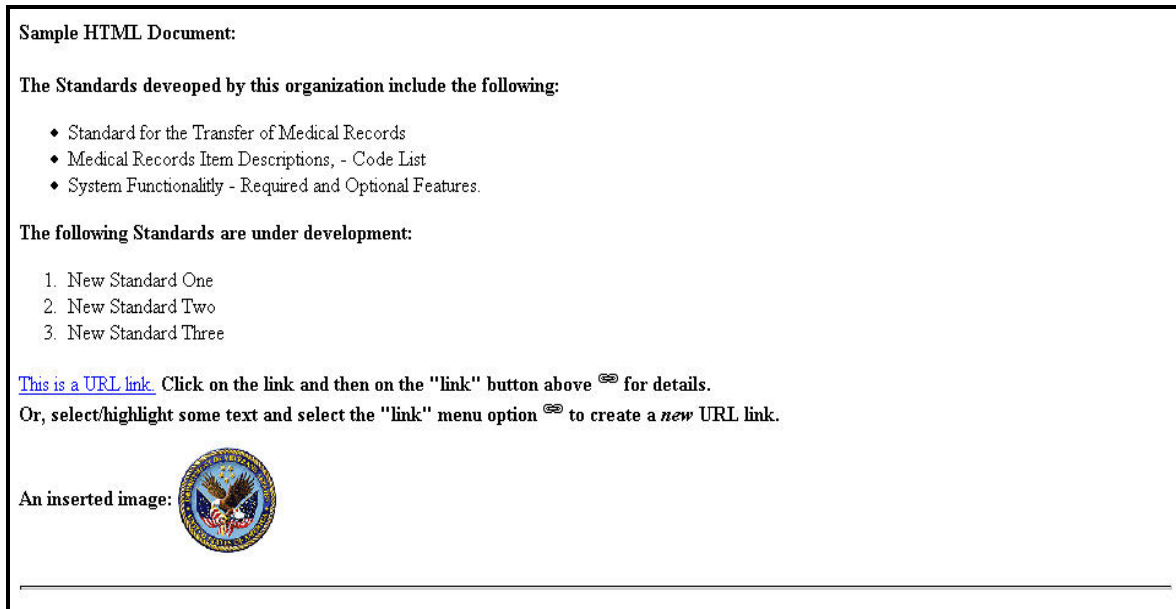 Sample HTML Document:
The Standards deveoped by this organization include the following:
• Standard for the Transfer of Medical Records
• Medical Records Item Descriptions, - Code List
• System Functionalitly - Required and Optional Features.
The following Standards are under development:
1. New Standard One
2. New Standard Two
3. New Standard Three
This is a URL link. Click on the link and then on the "link" button above for details.
Or, select/highlight some text and select the "link" menu option to create a new URL link.
An inserted image: